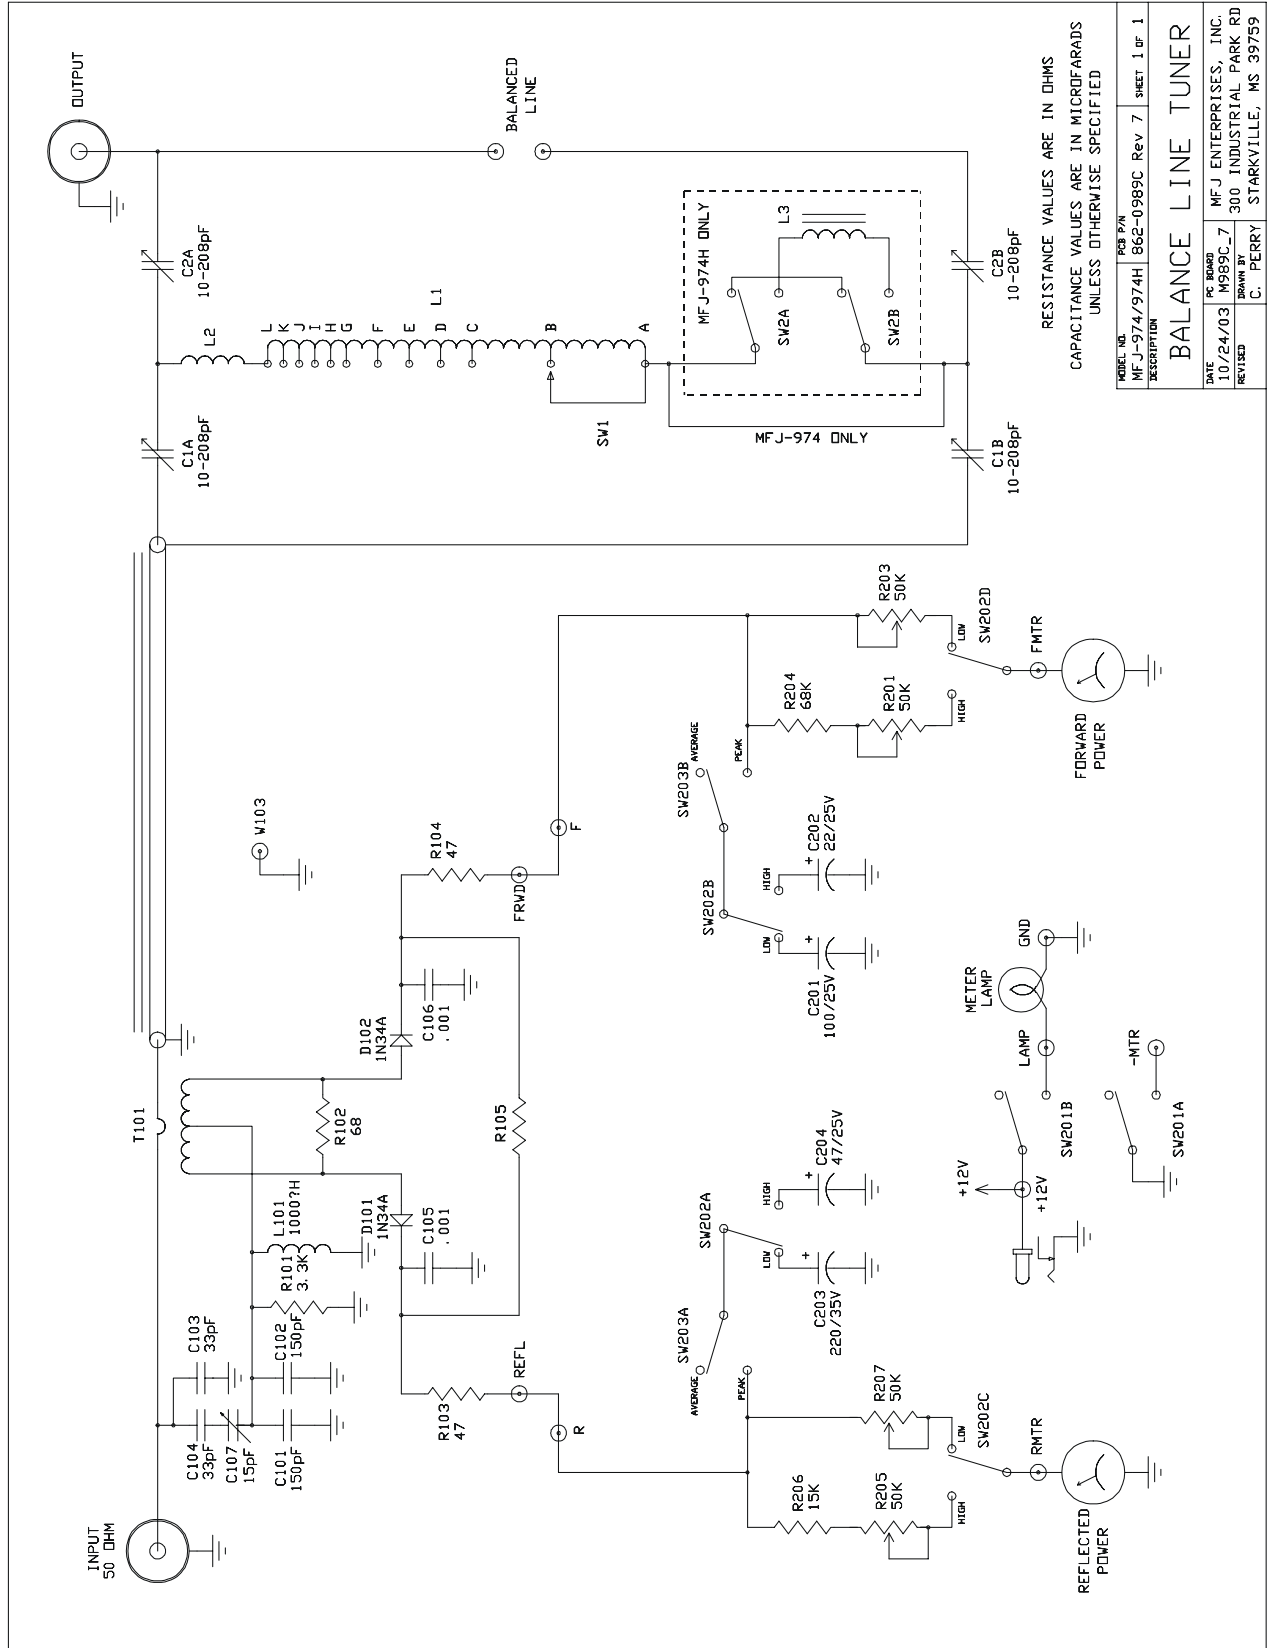 INPUT
50 OHM
C104
33pF
C107
15pF
C101
150pF
C103
33pF
C102
150pF
R101
3.3K
L101
1000?H
T101
R102
68
D101
1N34A
D102
1N34A
C105
.001
C106
.001
R103
47
R104
47
R105
REFL
FRWD
R
F
W103
C1A
10-208pF
C2A
10-208pF
OUTPUT
L2
L
K
J
I
H
G
F
E
D
C
B
A
L1
SW1
BALANCED
LINE
MFJ-974H ONLY
SW2A
SW2B
L3
MFJ-974 ONLY
C1B
10-208pF
C2B
10-208pF
SW203A
AVERAGE
PEAK
SW202A
LOW
HIGH
+
C203
220/35V
+
C204
47/25V
SW202B
LOW
HIGH
+
C201
100/25V
+
C202
22/25V
SW203B
AVERAGE
PEAK
R206
15K
R205
50K
R207
50K
HIGH
LOW
SW202C
RMTR
REFLECTED
POWER
R204
68K
R201
50K
R203
50K
HIGH
LOW
SW202D
FMTR
FORWARD
POWER
+12V
+12V
SW201B
LAMP
METER
LAMP
GND
SW201A
-MTR
RESISTANCE VALUES ARE IN OHMS
CAPACITANCE VALUES ARE IN MICROFARADS
UNLESS OTHERWISE SPECIFIED
MODEL NO. PCB P/N
MFJ-974/974H 862-0989C Rev 7 SHEET 1 OF 1
DESCRIPTION
BALANCE LINE TUNER
DATE PC BOARD MFJ ENTERPRISES, INC.
10/24/03 M989C_7 300 INDUSTRIAL PARK RD
REVISED DRAWN BY STARKVILLE, MS 39759
C. PERRY